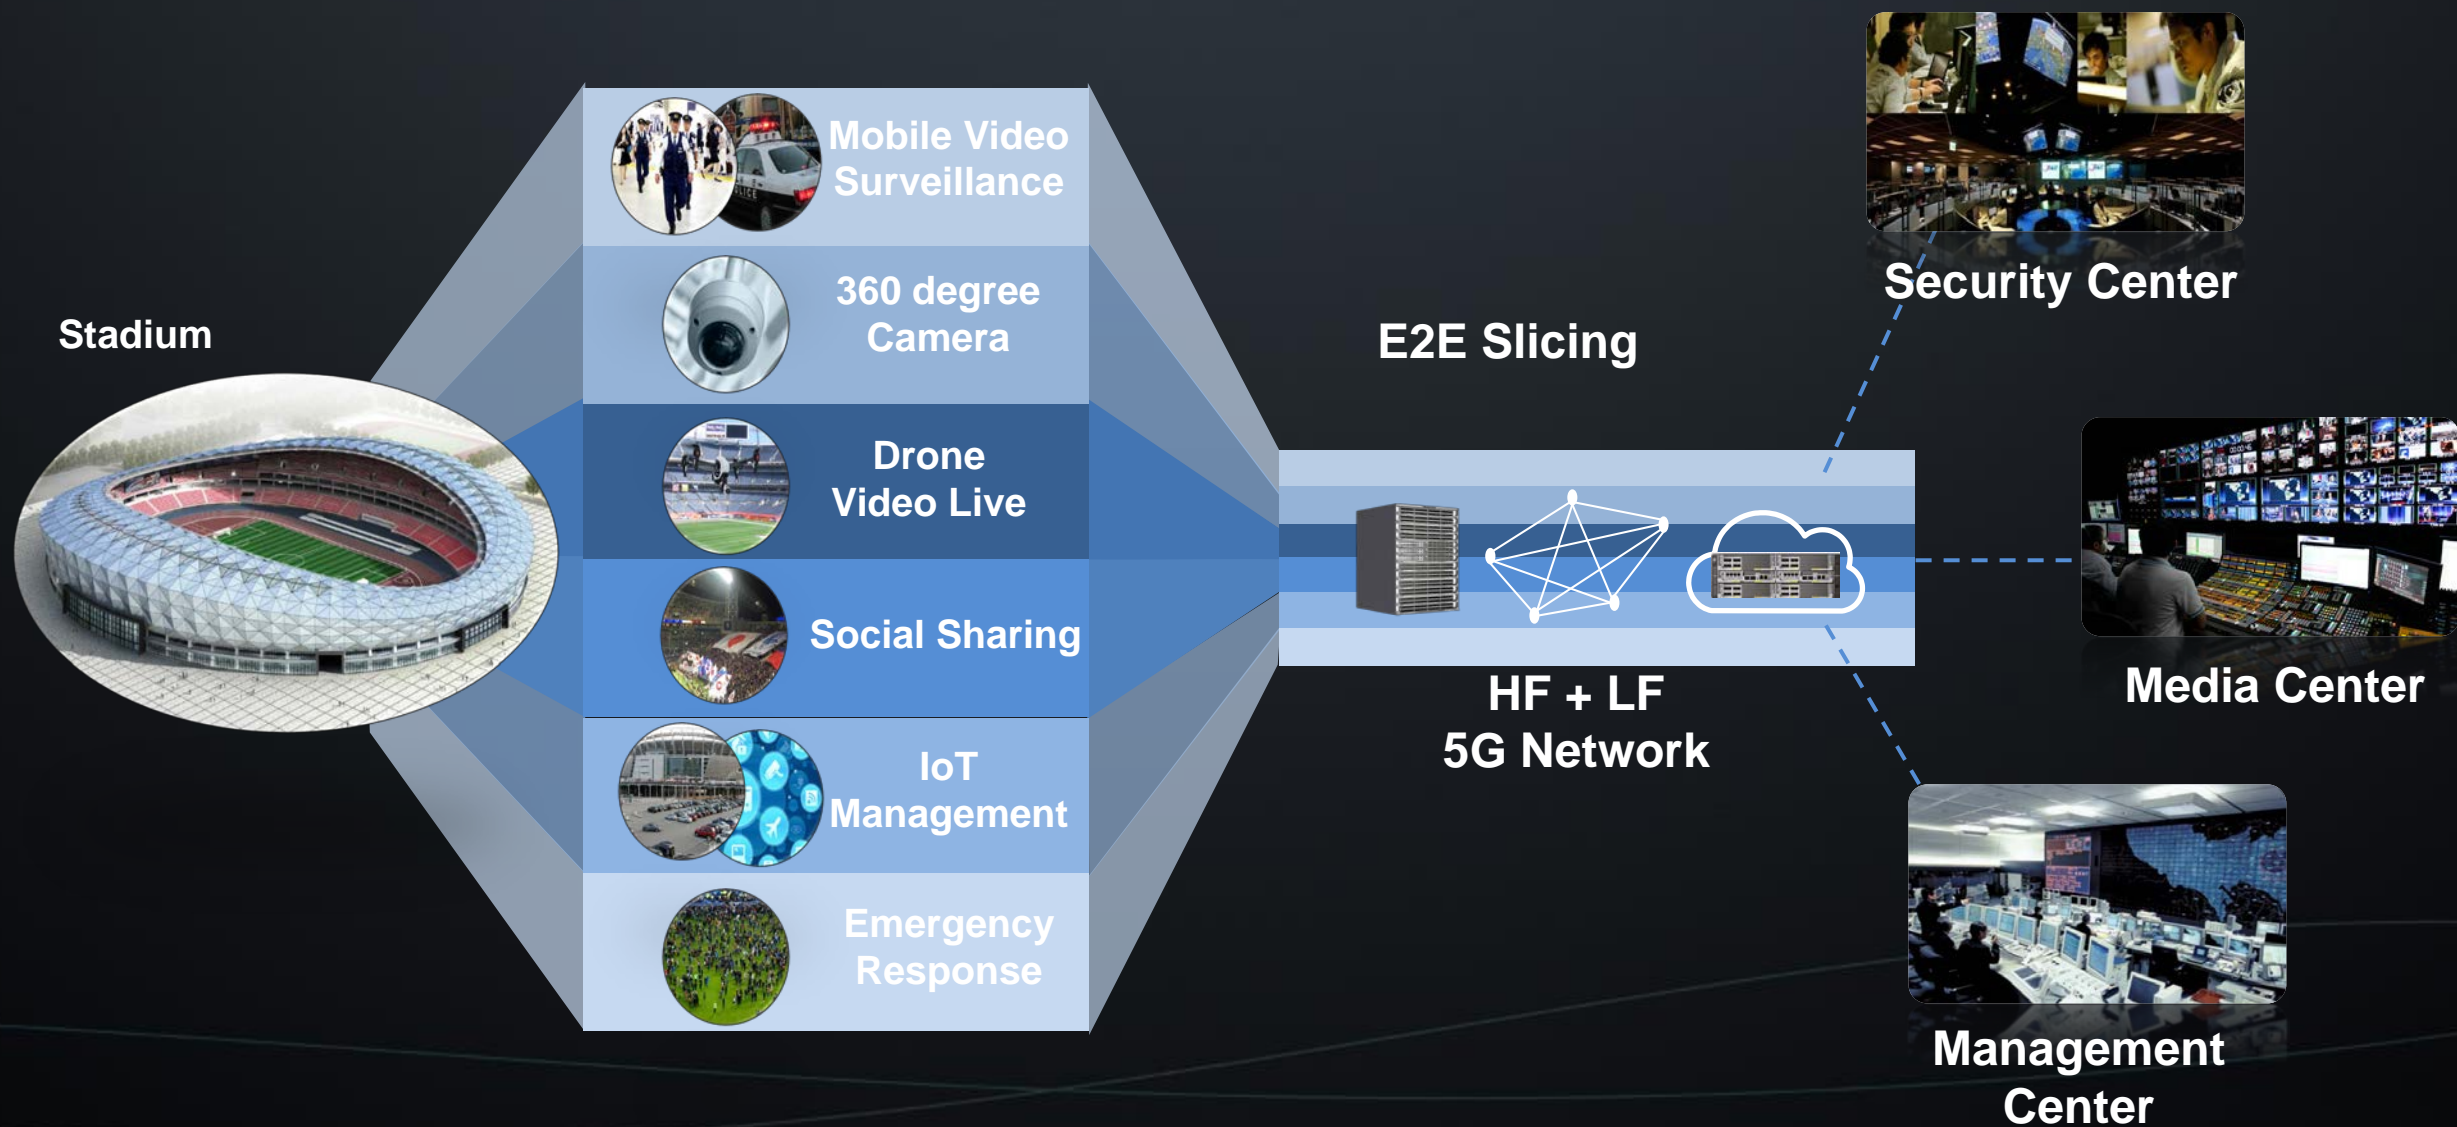 Stadium
Mobile Video
Surveillance
360 degree
Camera
Drone
Video Live
Social Sharing
IoT
Management
Emergency
Response
E2E Slicing
HF + LF
5G Network
Security Center
Media Center
Management
Center